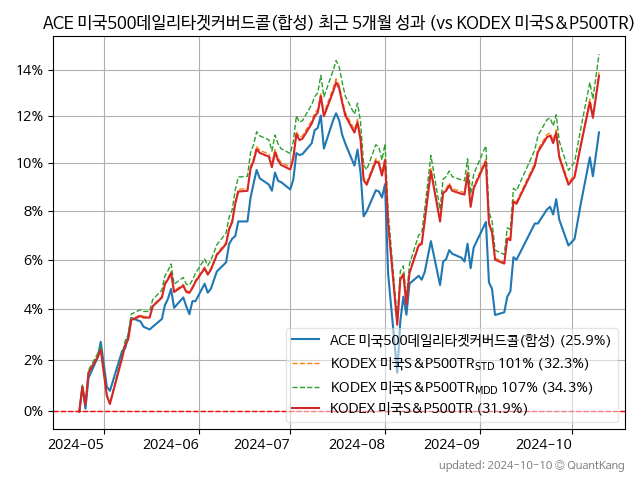 ACE 미국500데일리타겟커버드콜(합성) 최근 5개월 성과 (vs KODEX 미국S&P500TR)
14%
12%
10%
8%
6%
4%
2%
0%
ACE 미국500데일리타겟커버드콜(합성) (25.9%)
KODEX 미국S&P500TR_STD 101% (32.3%)
KODEX 미국S&P500TR_MDD 107% (34.3%)
KODEX 미국S&P500TR (31.9%)
2024-05 2024-06 2024-07 2024-08 2024-09 2024-10
updated: 2024-10-10 © QuantKang